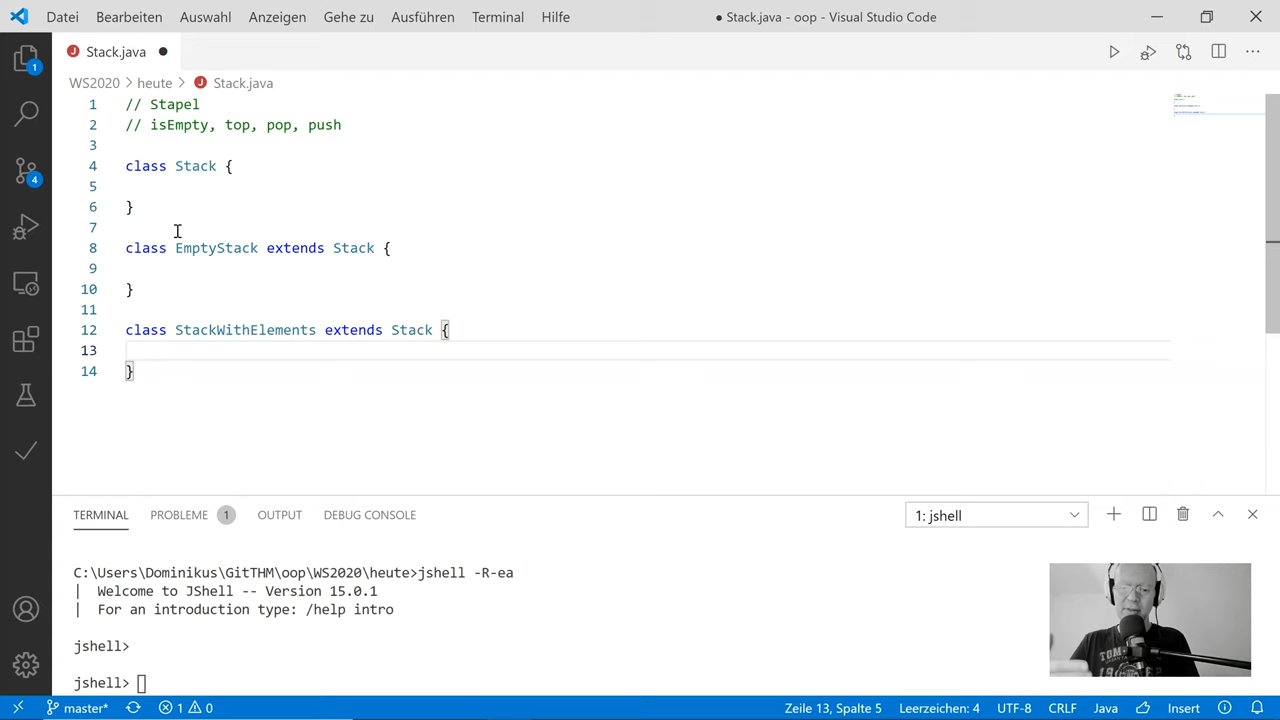 Datei Bearbeiten Auswahl Anzeigen Gehe zu Ausführen Terminal Hilfe ● Stack.java - oop - Visual Studio Code
Stack.java
WS2020 > heute > Stack.java
1 // Stapel
2 // isEmpty, top, pop, push
3
4 class Stack {
5
6 }
7
8 class EmptyStack extends Stack {
9
10 }
11
12 class StackWithElements extends Stack {
13
14 }
1
4
TERMINAL PROBLEME 1 OUTPUT DEBUG CONSOLE 1: jshell
C:\Users\Dominikus\GitTHM\oop\WS2020\heute>jshell -R-ea
| Welcome to JShell -- Version 15.0.1
| For an introduction type: /help intro
jshell>
jshell>
master* 1 0 Zeile 13, Spalte 5 Leerzeichen: 4 UTF-8 CRLF Java Insert